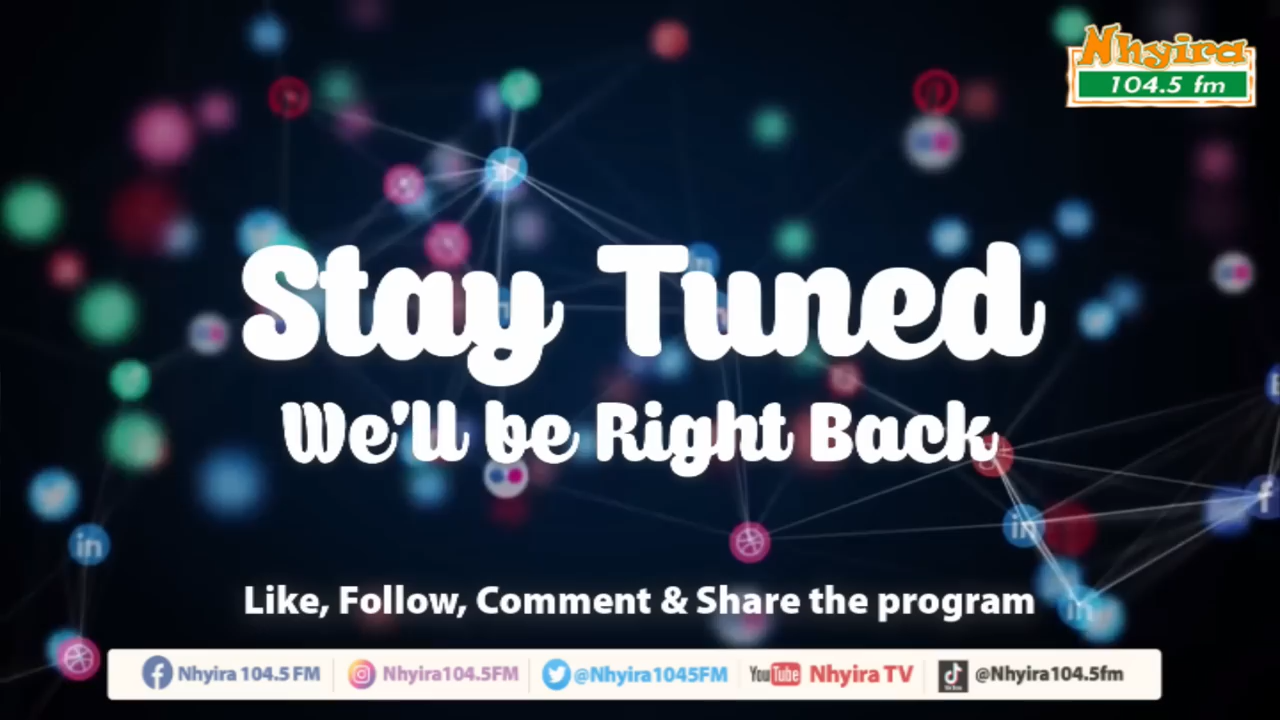 Nhyira
104.5 fm
Stay Tuned
We'll be Right Back
Like, Follow, Comment & Share the program
Nhyira 104.5 FM Nhyira104.5FM @Nhyira1045FM YouTube Nhyira TV @Nhyira104.5fm